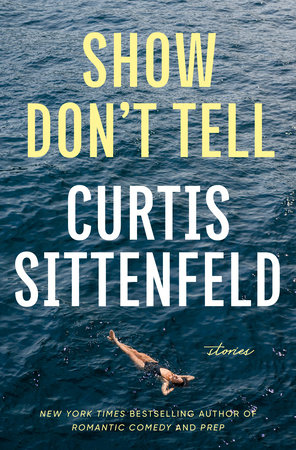 SHOW
DON'T TELL
CURTIS
SITTENFELD
stories
NEW YORK TIMES BESTSELLING AUTHOR OF
ROMANTIC COMEDY AND PREP